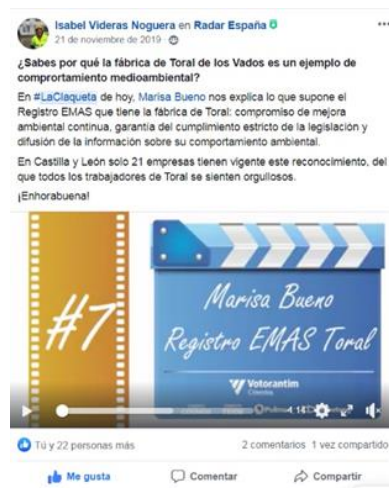 Isabel Videras Noguera en Radar España
21 de noviembre de 2019 ·
¿Sabes por qué la fábrica de Toral de los Vados es un ejemplo de
comportamiento medioambiental?
En #LaClaqueta de hoy, Marisa Bueno nos explica lo que supone el
Registro EMAS que tiene la fábrica de Toral: compromiso de mejora
ambiental continua, garantía del cumplimiento estricto de la legislación y
difusión de la información sobre su comportamiento ambiental.
En Castilla y León solo 21 empresas tienen vigente este reconocimiento, del
que todos los trabajadores de Toral se sienten orgullosos.
¡Enhorabuena!
#7
Marisa Bueno
Registro EMAS Toral
Votorantim
Cimentos
4:14
Tú y 22 personas más
2 comentarios 1 vez compartido
Me gusta
Comentar
Compartir